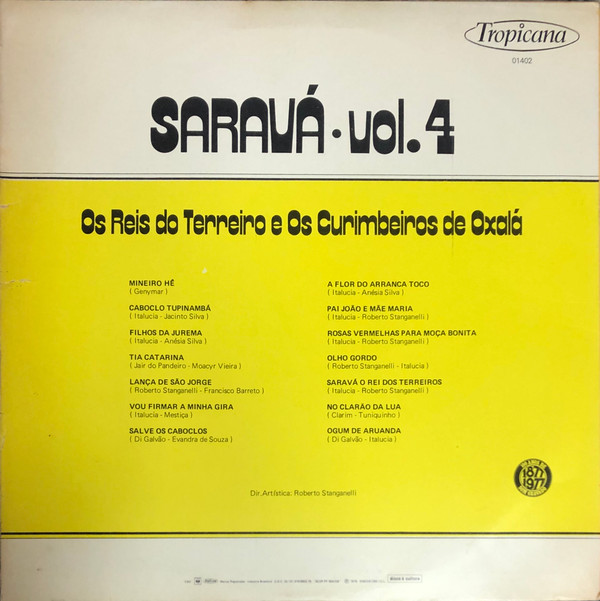 Tropicana
01402
SARAVÁ · vol. 4
Os Reis do Terreiro e Os Curimbeiros de Oxalá
MINEIRO HÊ
( Genymar )
CABOCLO TUPINAMBÁ
( Italucia - Jacinto Silva )
FILHOS DA JUREMA
( Italucia - Anésia Silva )
TIA CATARINA
( Jair do Pandeiro - Moacyr Vieira )
LANÇA DE SÃO JORGE
( Roberto Stanganelli - Francisco Barreto )
VOU FIRMAR A MINHA GIRA
( Italucia - Mestiça )
SALVE OS CABOCLOS
( Di Galvão - Evandra de Souza )
A FLOR DO ARRANCA TOCO
( Italucia - Anésia Silva )
PAI JOÃO E MÃE MARIA
( Italucia - Roberto Stanganelli )
ROSAS VERMELHAS PARA MOÇA BONITA
( Italucia - Roberto Stanganelli )
OLHO GORDO
( Roberto Stanganelli - Italucia )
SARAVÁ O REI DOS TERREIROS
( Italucia - Roberto Stanganelli )
NO CLARÃO DA LUA
( Clarim - Tuniquinho )
OGUM DE ARUANDA
( Di Galvão - Italucia )
1877
1977
Dir.Artística: Roberto Stanganelli
disco é cultura